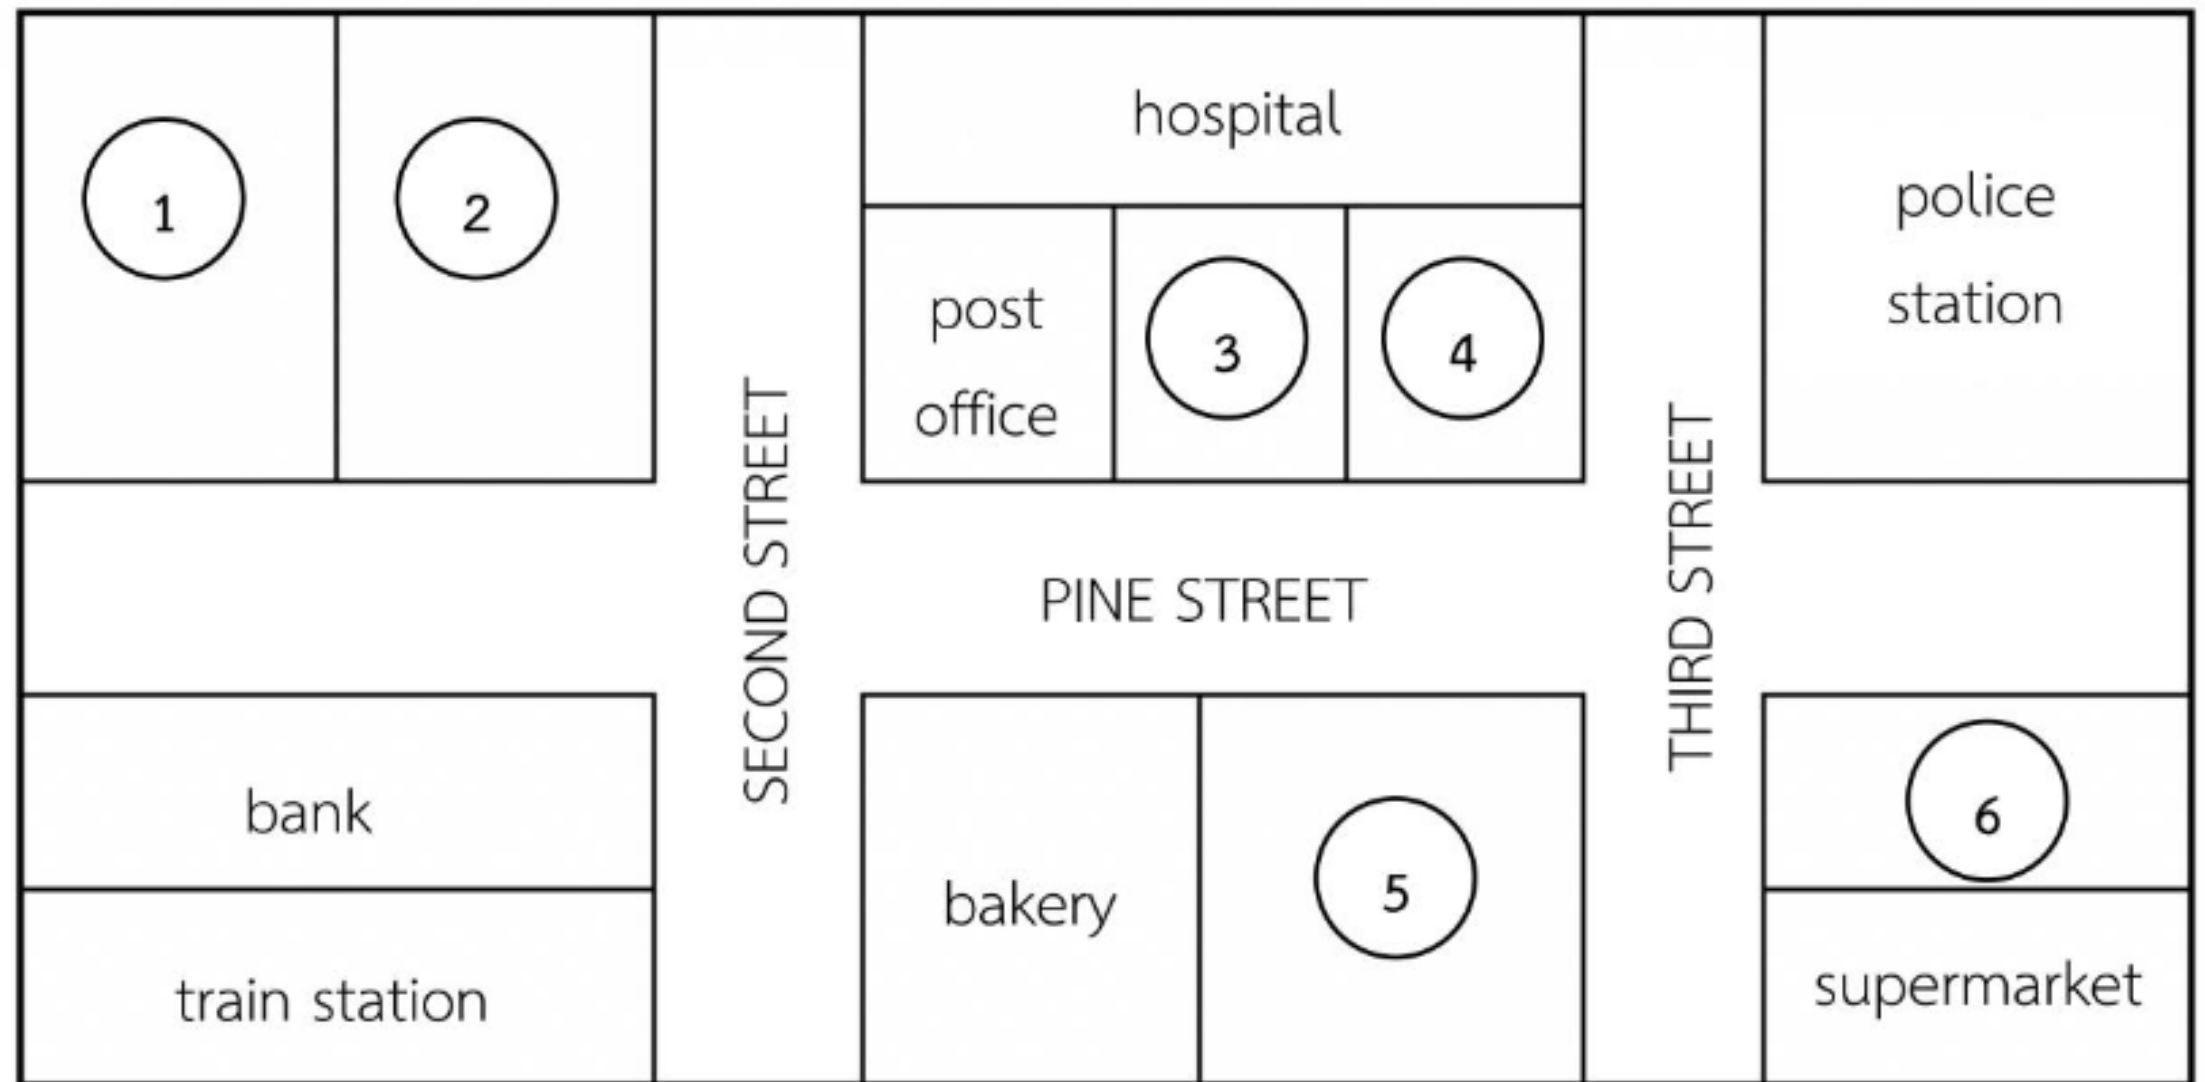 1
2
hospital
police
station
post
office
3
4
SECOND STREET
PINE STREET
THIRD STREET
bank
train station
bakery
5
6
supermarket